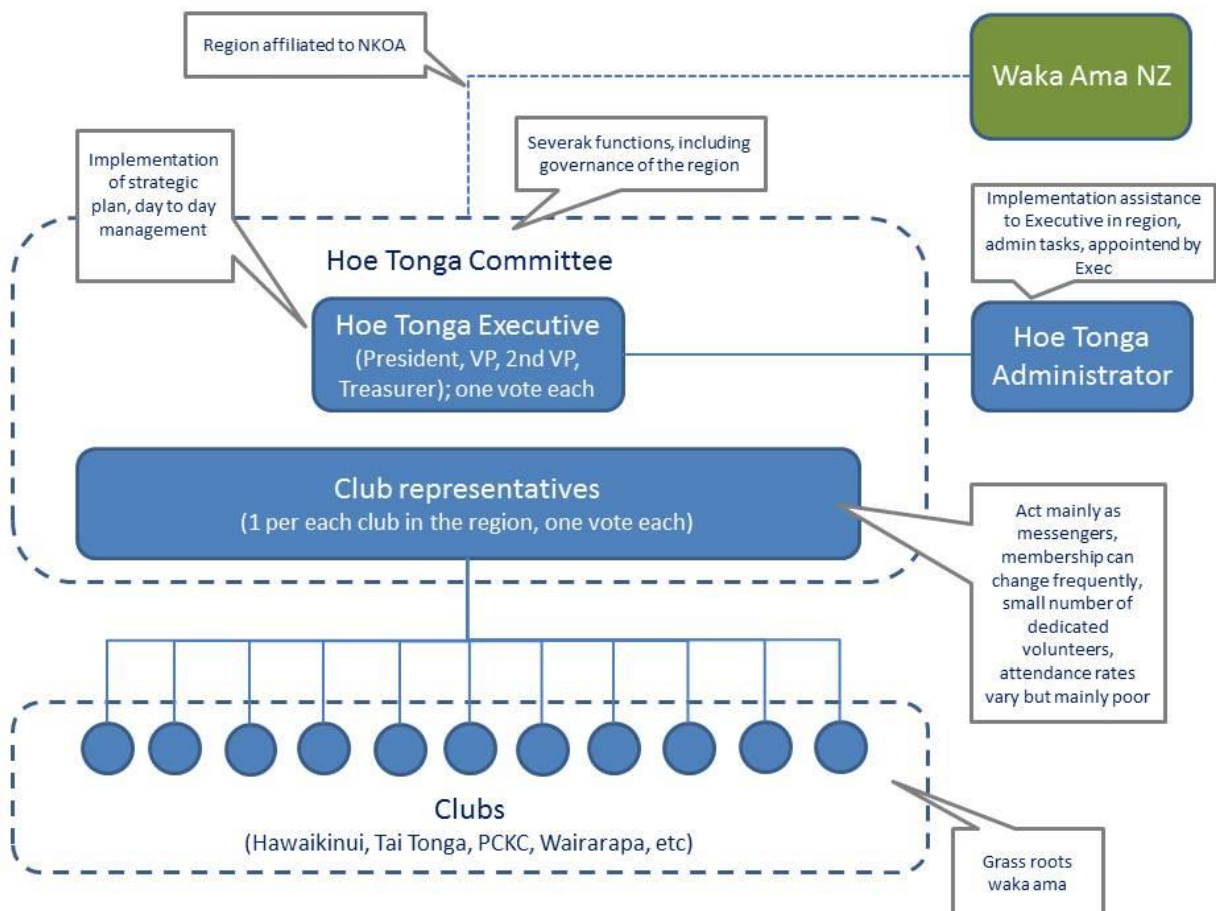 Region affiliated to NKOA
Waka Ama NZ
Severak functions, including
governance of the region
Implementation
of strategic
plan, day to day
management
Implementation assistance
to Executive in region,
admin tasks, appointend by
Exec
Hoe Tonga Committee
Hoe Tonga Executive
(President, VP, 2nd VP,
Treasurer); one vote each
Hoe Tonga
Administrator
Club representatives
(1 per each club in the region, one vote each)
Act mainly as
messengers,
membership can
change frequently,
small number of
dedicated
volunteers,
attendance rates
vary but mainly poor
Clubs
(Hawaikinui, Tai Tonga, PCKC, Wairarapa, etc)
Grass roots
waka ama